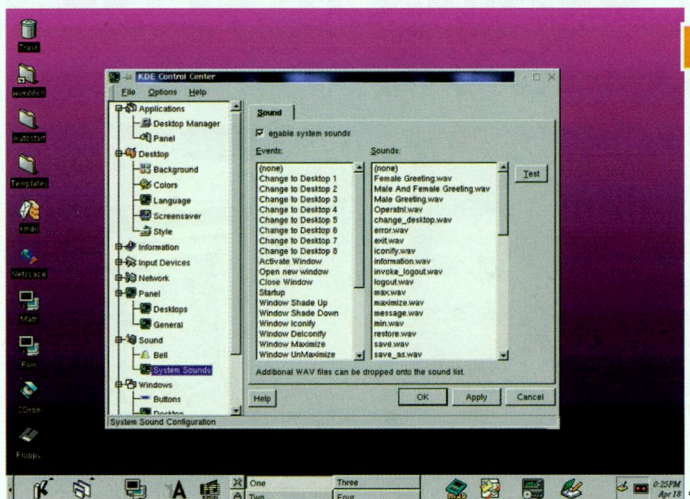 Trash
KDE Control Center
File Options Help
Applications
Desktop Manager
Panel
Desktop
Background
Colors
Language
Screensaver
Style
Information
Input Devices
Network
Panel
Desktops
General
Sound
Bell
System Sounds
Windows
Buttons
Desktop
Sound
enable system sounds
Events:
(none)
Change to Desktop 1
Change to Desktop 2
Change to Desktop 3
Change to Desktop 4
Change to Desktop 5
Change to Desktop 6
Change to Desktop 7
Change to Desktop 8
Activate Window
Open new window
Close Window
Startup
Window Shade Up
Window Shade Down
Window Iconify
Window DeIconify
Window Maximize
Window UnMaximize
Sounds:
(none)
Female Greeting.wav
Male And Female Greeting.wav
Male Greeting.wav
OperatnI.wav
change_desktop.wav
error.wav
exit.wav
iconify.wav
information.wav
invoke_logout.wav
logout.wav
max.wav
maximize.wav
message.wav
min.wav
restore.wav
save.wav
save_as.wav
Test
Additional WAV files can be dropped onto the sound list.
Help
OK
Apply
Cancel
System Sound Configuration
Autostart
Templates
Netscape
CDrom
Floppy
One
Two
Three
Four
0:25PM
Apr 18